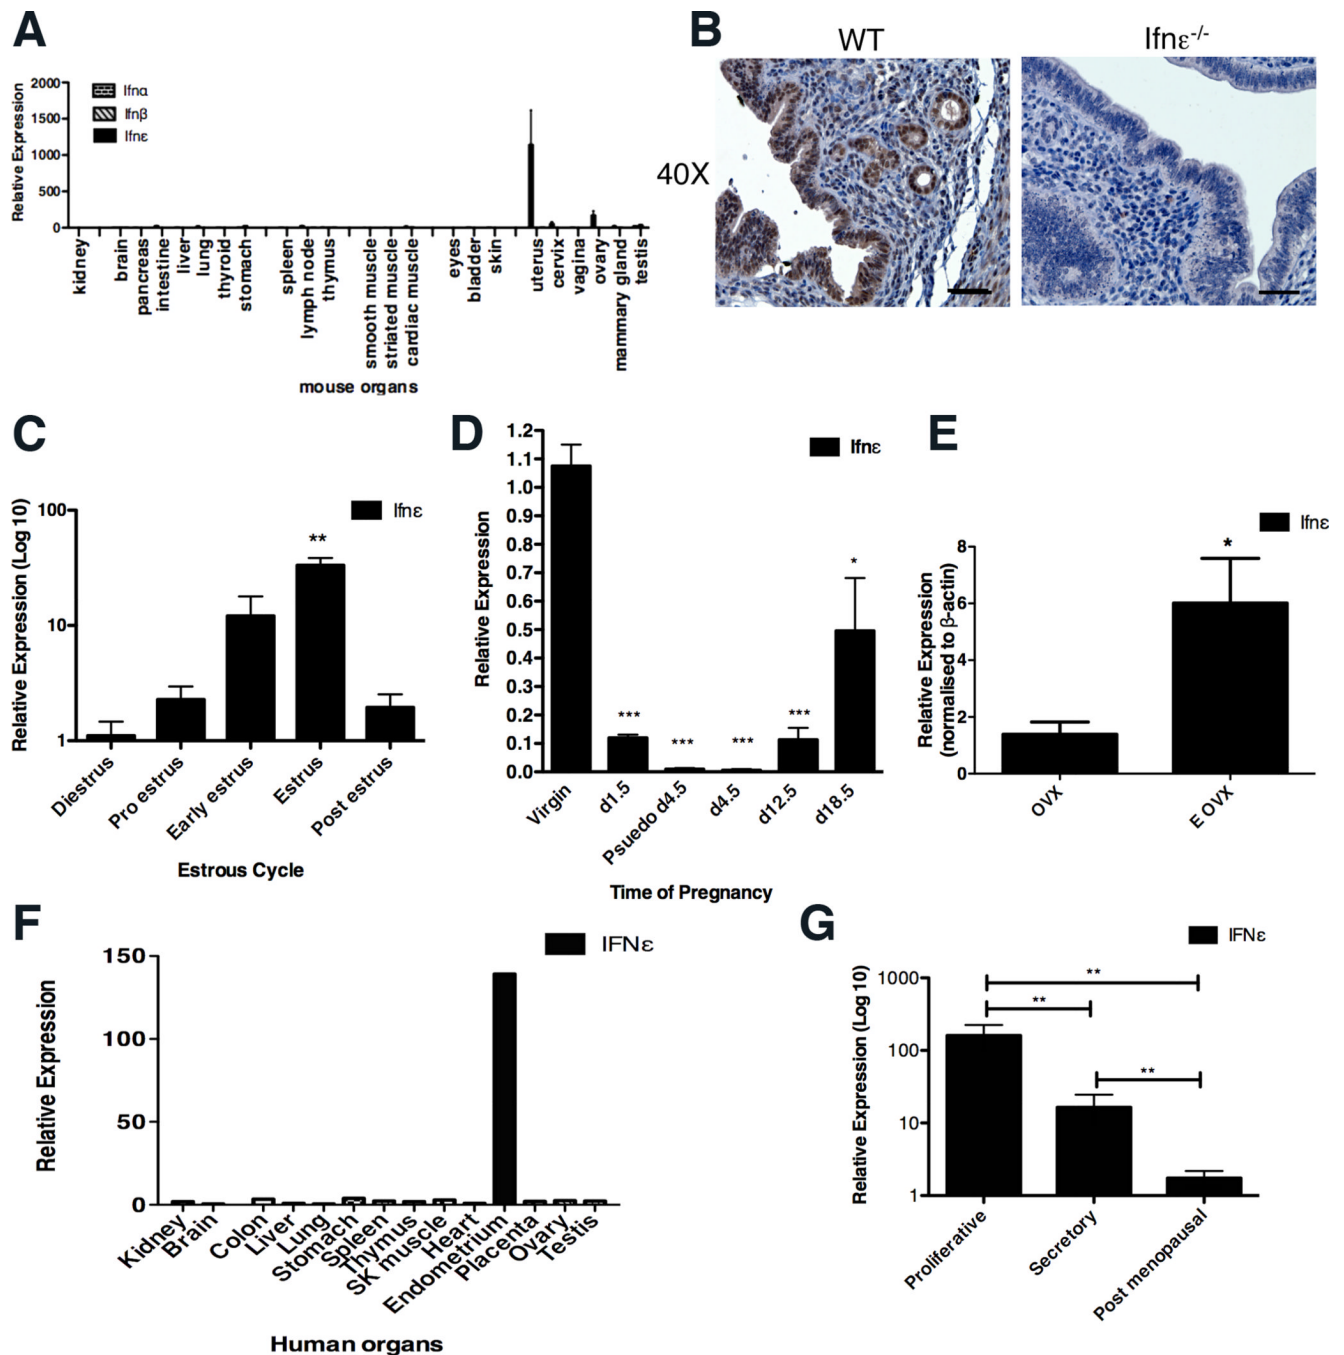 A
Relative Expression
2000
1500
1000
500
0
Ifnα
Ifnβ
Ifnε
kidney
brain
pancreas
intestine
liver
lung
thyroid
stomach
spleen
lymph node
thymus
smooth muscle
striated muscle
cardiac muscle
eyes
bladder
skin
uterus
cervix
vagina
ovary
mammary gland
testis
mouse organs
B
WT
Ifnε-/-
40X
C
Relative Expression (Log 10)
100
10
1
Ifnε
**
Diestrus
Pro estrus
Early estrus
Estrus
Post estrus
Estrous Cycle
D
Relative Expression
1.2
1.1
1.0
0.9
0.8
0.7
0.6
0.5
0.4
0.3
0.2
0.1
0.0
Ifnε
***
***
***
***
*
Virgin
d1.5
Psuedo d4.5
d4.5
d12.5
d18.5
Time of Pregnancy
E
Relative Expression
(normalised to β-actin)
8
6
4
2
0
Ifnε
*
OVX
E OVX
F
Relative Expression
150
100
50
0
IFNε
Kidney
Brain
Colon
Liver
Lung
Stomach
Spleen
Thymus
SK muscle
Heart
Endometrium
Placenta
Ovary
Testis
Human organs
G
Relative Expression (Log 10)
1000
100
10
1
IFNε
**
**
**
Proliferative
Secretory
Post menopausal